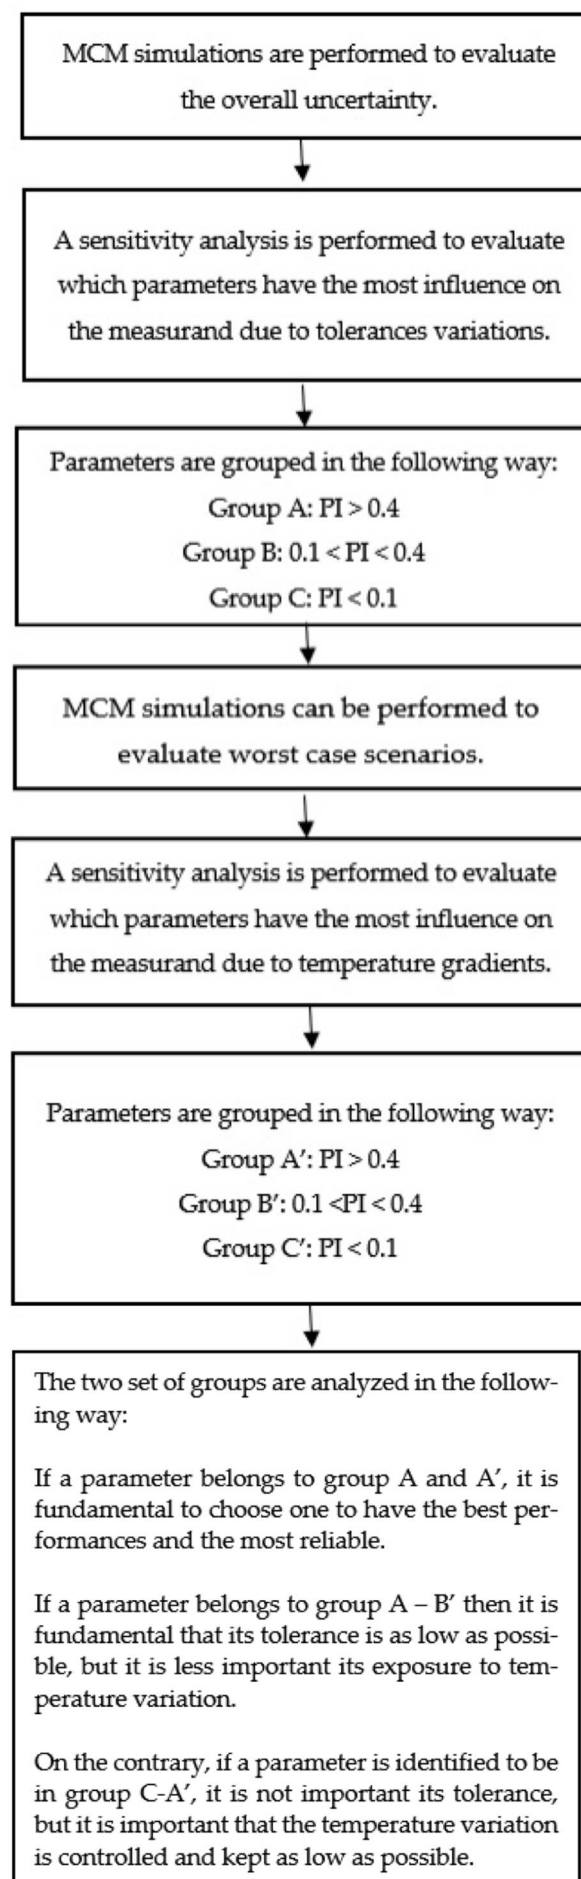 MCM simulations are performed to evaluate
the overall uncertainty.
A sensitivity analysis is performed to evaluate
which parameters have the most influence on
the measurand due to tolerances variations.
Parameters are grouped in the following way:
Group A: PI > 0.4
Group B: 0.1 < PI < 0.4
Group C: PI < 0.1
MCM simulations can be performed to
evaluate worst case scenarios.
A sensitivity analysis is performed to evaluate
which parameters have the most influence on
the measurand due to temperature gradients.
Parameters are grouped in the following way:
Group A′: PI > 0.4
Group B′: 0.1 <PI < 0.4
Group C′: PI < 0.1
The two set of groups are analyzed in the follow-
ing way:
If a parameter belongs to group A and A′, it is
fundamental to choose one to have the best per-
formances and the most reliable.
If a parameter belongs to group A – B′ then it is
fundamental that its tolerance is as low as possi-
ble, but it is less important its exposure to tem-
perature variation.
On the contrary, if a parameter is identified to be
in group C-A′, it is not important its tolerance,
but it is important that the temperature variation
is controlled and kept as low as possible.